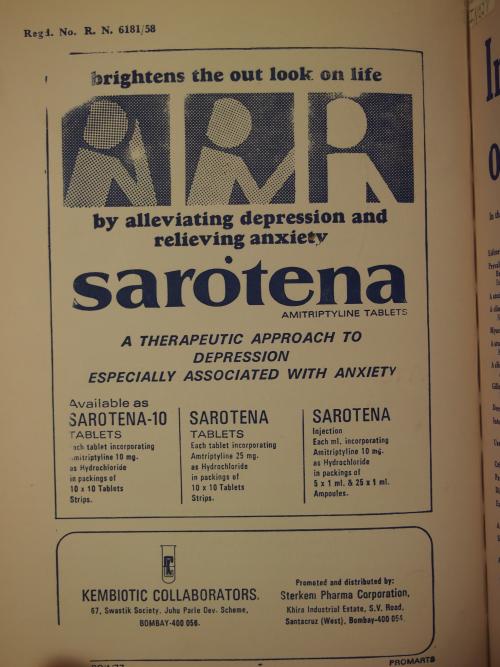 Regd. No. R. N. 6181/58
brightens the out look on life
by alleviating depression and
relieving anxiety
sarotena
AMITRIPTYLINE TABLETS
A THERAPEUTIC APPROACH TO
DEPRESSION
ESPECIALLY ASSOCIATED WITH ANXIETY
Available as
SAROTENA-10
TABLETS
each tablet incorporating
Amitriptyline 10 mg.
as Hydrochloride
in packings of
10 x 10 Tablets
Strips.
SAROTENA
TABLETS
Each tablet incorporating
Amtriptyline 25 mg.
as Hydrochloride
in packings of
10 x 10 Tablets
Strips.
SAROTENA
Injection
Each ml. incorporating
Amitriptyline 10 mg.
as Hydrochloride
in packings of
5 x 1 ml. & 25 x 1 ml.
Ampoules.
KEMBIOTIC COLLABORATORS.
67, Swastik Society, Juhu Parle Dev. Scheme,
BOMBAY-400 056.
Promoted and distributed by:
Sterkem Pharma Corporation,
Khira Industrial Estate, S.V. Road,
Santacruz (West), Bombay-400 054.
PROMARTS